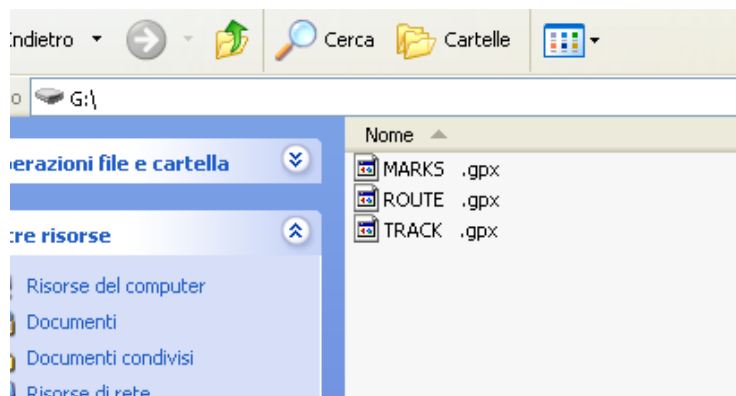 Indietro Cerca Cartelle
o G:\
Nome
perazioni file e cartella
MARKS .gpx
ROUTE .gpx
TRACK .gpx
tre risorse
Risorse del computer
Documenti
Documenti condivisi
Risorse di rete